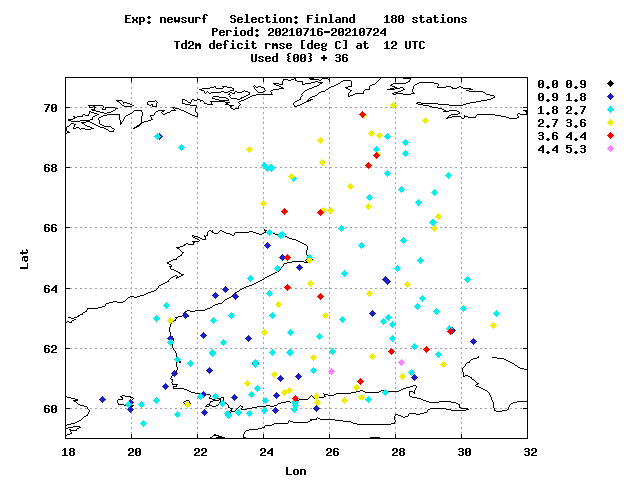 Exp: newsurf   Selection: Finland    180 stations
Period: 20210716-20210724
Td2m deficit rmse [deg C] at  12 UTC
Used {00} + 36
0.0 0.9
0.9 1.8
1.8 2.7
2.7 3.6
3.6 4.4
4.4 5.3
70
68
66
64
62
60
Lat
18 20 22 24 26 28 30 32
Lon